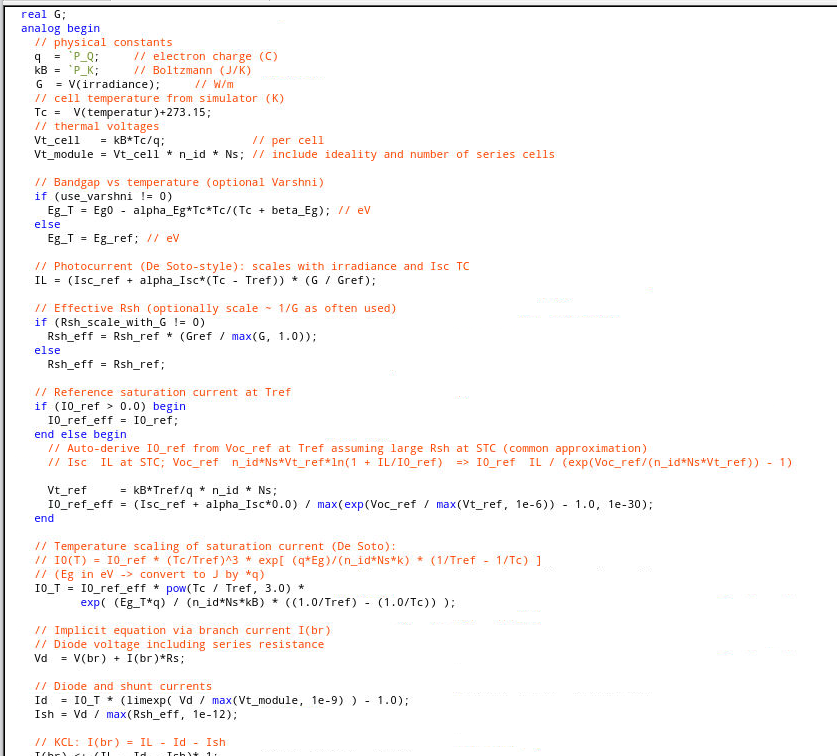 real G;
analog begin
// physical constants
q = `P_Q; // electron charge (C)
kB = `P_K; // Boltzmann (J/K)
G = V(irradiance); // W/m
// cell temperature from simulator (K)
Tc = V(temperatur)+273.15;
// thermal voltages
Vt_cell = kB*Tc/q; // per cell
Vt_module = Vt_cell * n_id * Ns; // include ideality and number of series cells
// Bandgap vs temperature (optional Varshni)
if (use_varshni != 0)
Eg_T = Eg0 - alpha_Eg*Tc*Tc/(Tc + beta_Eg); // eV
else
Eg_T = Eg_ref; // eV
// Photocurrent (De Soto-style): scales with irradiance and Isc TC
IL = (Isc_ref + alpha_Isc*(Tc - Tref)) * (G / Gref);
// Effective Rsh (optionally scale ~ 1/G as often used)
if (Rsh_scale_with_G != 0)
Rsh_eff = Rsh_ref * (Gref / max(G, 1.0));
else
Rsh_eff = Rsh_ref;
// Reference saturation current at Tref
if (I0_ref > 0.0) begin
I0_ref_eff = I0_ref;
end else begin
// Auto-derive I0_ref from Voc_ref at Tref assuming large Rsh at STC (common approximation)
// Isc IL at STC; Voc_ref n_id*Ns*Vt_ref*ln(1 + IL/I0_ref) => I0_ref IL / (exp(Voc_ref/(n_id*Ns*Vt_ref)) - 1)
Vt_ref = kB*Tref/q * n_id * Ns;
I0_ref_eff = (Isc_ref + alpha_Isc*0.0) / max(exp(Voc_ref / max(Vt_ref, 1e-6)) - 1.0, 1e-30);
end
// Temperature scaling of saturation current (De Soto):
// I0(T) = I0_ref * (Tc/Tref)^3 * exp[ (q*Eg)/(n_id*Ns*k) * (1/Tref - 1/Tc) ]
// (Eg in eV -> convert to J by *q)
I0_T = I0_ref_eff * pow(Tc / Tref, 3.0) *
exp( (Eg_T*q) / (n_id*Ns*kB) * ((1.0/Tref) - (1.0/Tc)) );
// Implicit equation via branch current I(br)
// Diode voltage including series resistance
Vd = V(br) + I(br)*Rs;
// Diode and shunt currents
Id = I0_T * (limexp( Vd / max(Vt_module, 1e-9) ) - 1.0);
Ish = Vd / max(Rsh_eff, 1e-12);
// KCL: I(br) = IL - Id - Ish
I(br) <+ (IL - Id - Ish)*-1;